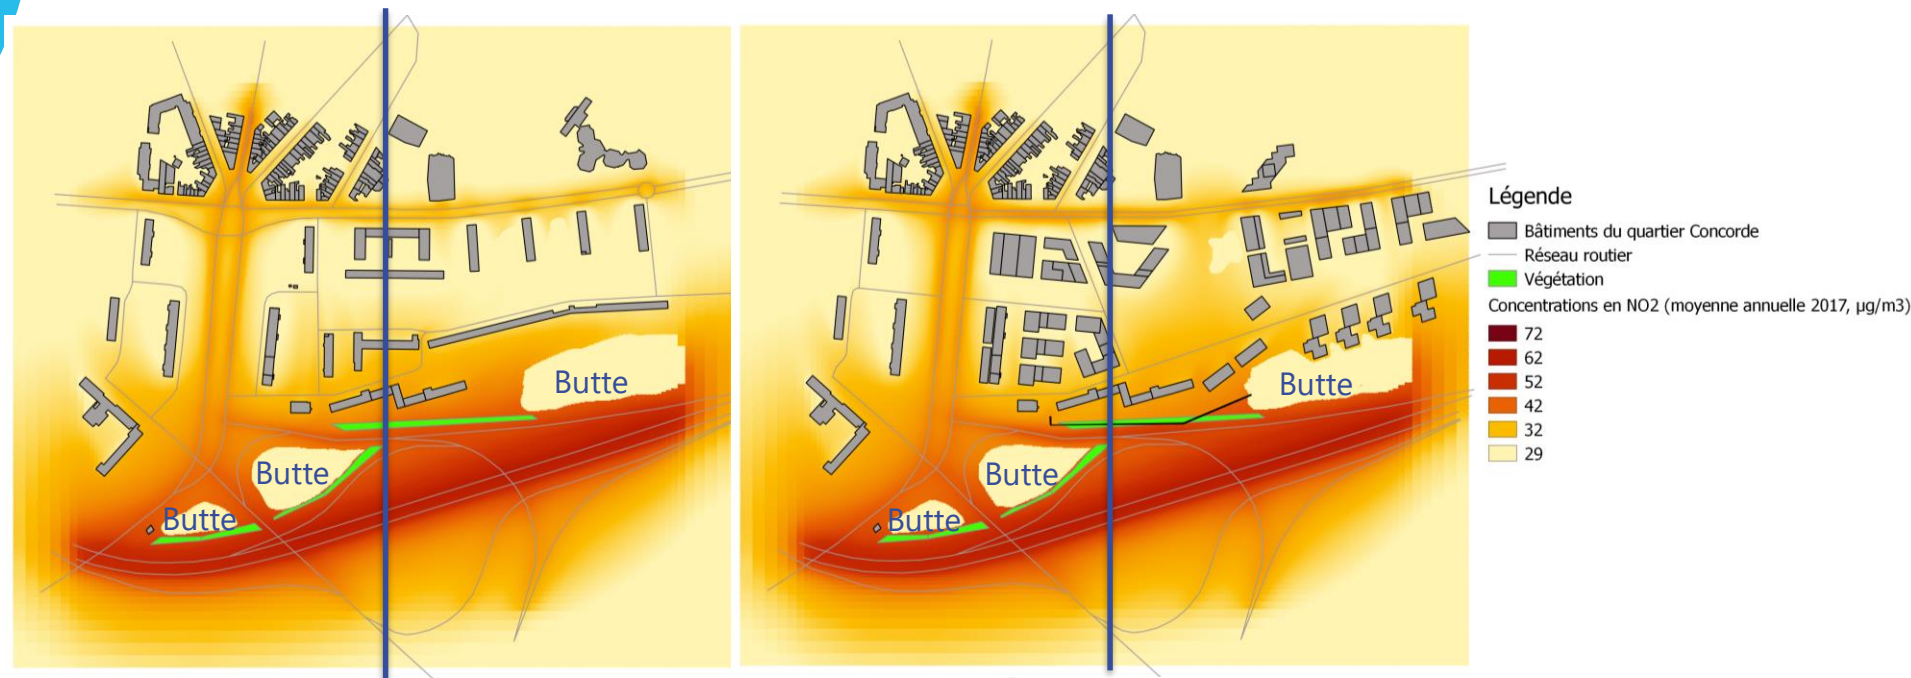 Butte
Butte
Butte
Butte
Butte
Butte
Légende
Bâtiments du quartier Concorde
Réseau routier
Végétation
Concentrations en NO2 (moyenne annuelle 2017, µg/m3)
72
62
52
42
32
29